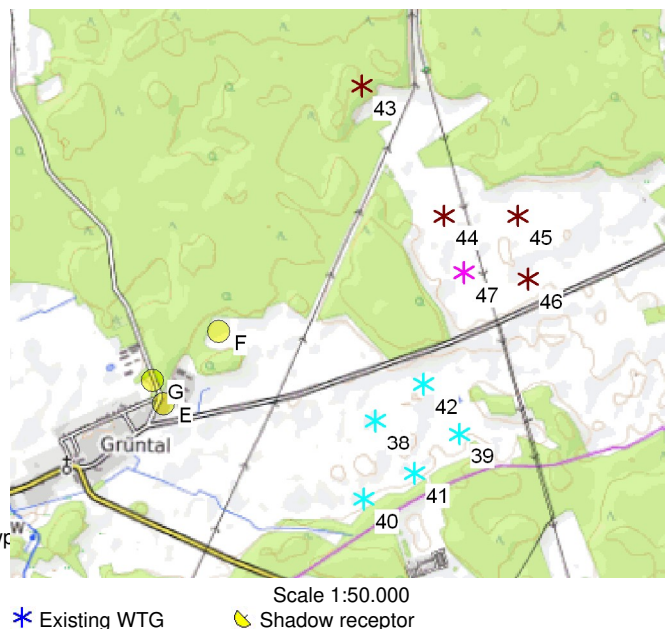 43
44
45
47
46
F
G
E
42
Grüntal
38
39
41
40
W
Scale 1:50.000
Existing WTG
Shadow receptor